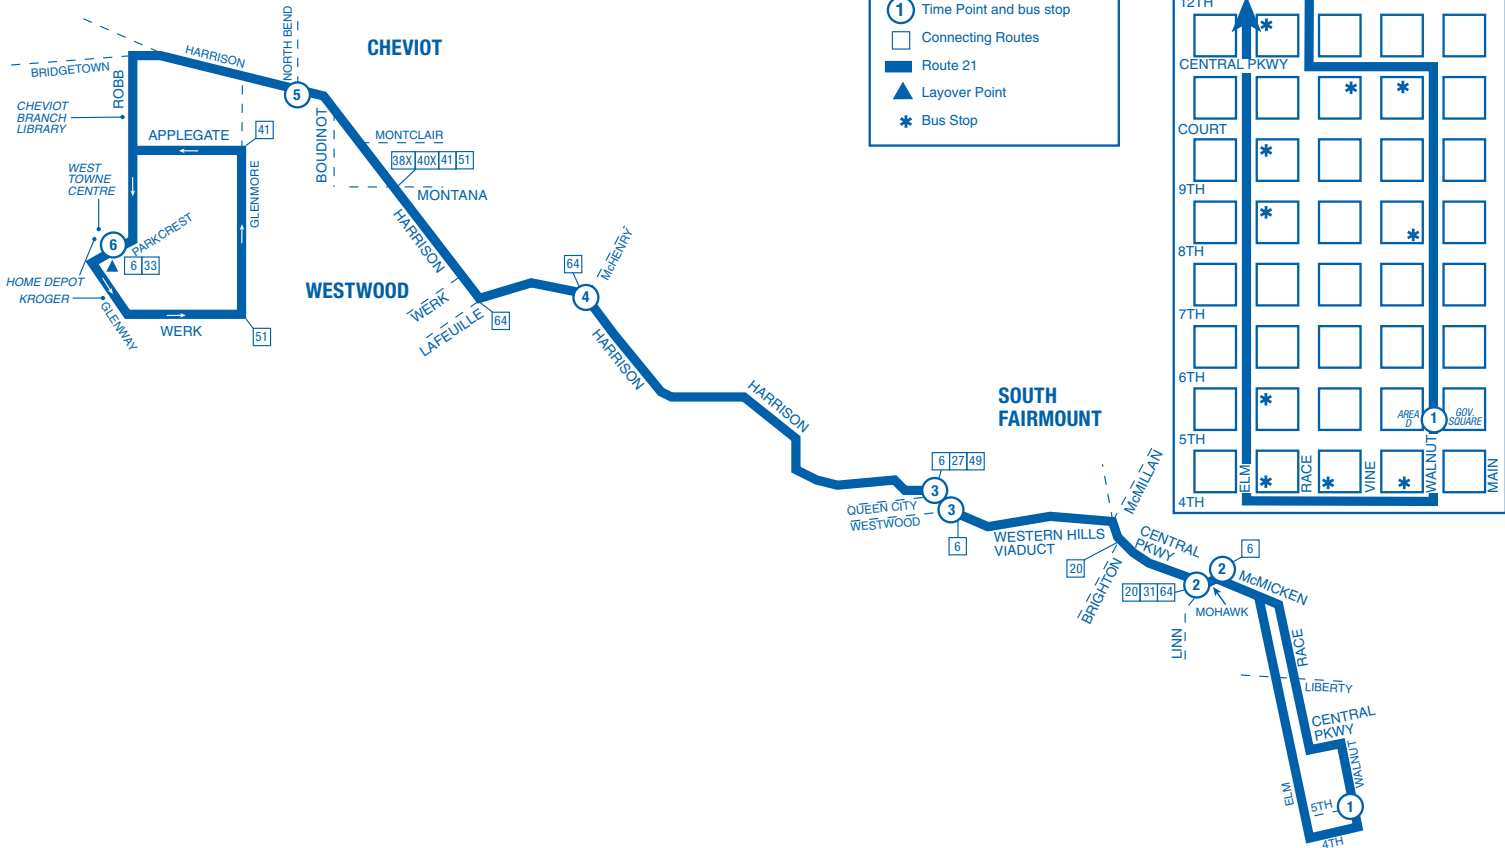 1 Time Point and bus stop
Connecting Routes
Route 21
Layover Point
* Bus Stop
CHEVIOT
NORTH BEND
HARRISON
BRIDGETOWN
ROBB
5
CHEVIOT
BRANCH
LIBRARY
APPLEGATE
41
BOUDINOT
MONTCLAIR
38X 40X 41 51
MONTANA
WEST
TOWNE
CENTRE
GLENMORE
HARRISON
6
PARKCREST
6 33
HOME DEPOT
KROGER
GLENWAY
WERK
51
WESTWOOD
WERK
LAFEUILLE
64
64
McHENRY
4
HARRISON
HARRISON
SOUTH
FAIRMOUNT
6 27 49
3
3
QUEEN CITY
WESTWOOD
6
WESTERN HILLS
VIADUCT
McMILLAN
CENTRAL
PKWY
20
BRIGHTON
20 31 64
2
2
6
McMICKEN
MOHAWK
LINN
RACE
LIBERTY
CENTRAL
PKWY
WALNUT
ELM
5TH
1
4TH
12TH
CENTRAL PKWY
COURT
9TH
8TH
7TH
6TH
AREA
D
1
GOV.
SQUARE
5TH
ELM
RACE
VINE
WALNUT
MAIN
4TH